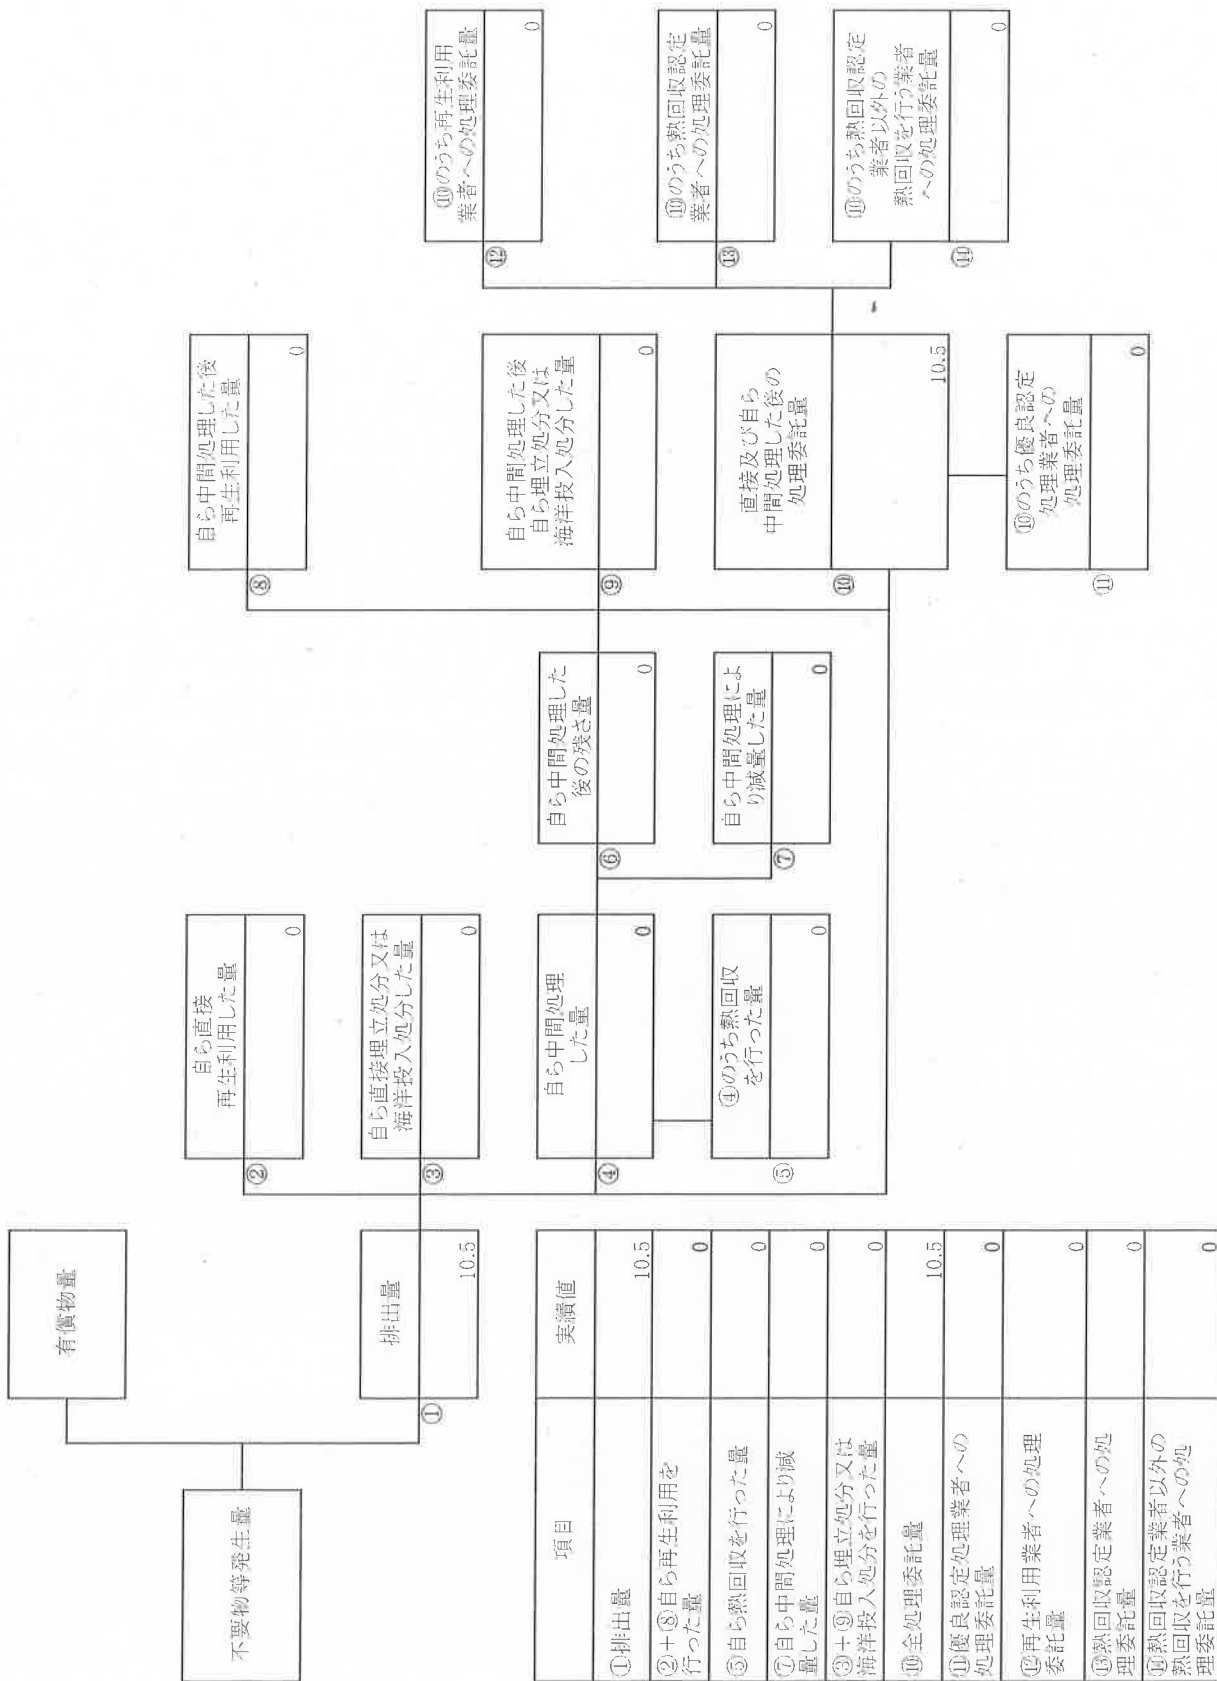 不要物等発生量
有償物量
①
排出量
10.5
②
自ら直接
再生利用した量
0
③
自ら直接埋立処分又は
海洋投入処分した量
0
④
自ら中間処理
した量
0
⑤
④のうち熱回収
を行った量
0
⑥
自ら中間処理した
後の残さ量
0
⑦
自ら中間処理によ
り減量した量
0
⑧
自ら中間処理した後
再生利用した量
0
⑨
自ら中間処理した後
自ら埋立処分又は
海洋投入処分した量
0
⑩
直接及び自ら
中間処理した後の
処理委託量
10.5
⑪
⑩のうち優良認定
処理業者への
処理委託量
0
⑫
⑩のうち再生利用
業者への処理委託量
0
⑬
⑩のうち熱回収認定
業者への処理委託量
0
⑭
⑩のうち熱回収認定
業者以外の
熱回収を行う業者
への処理委託量
0
項目 実績値
①排出量 10.5
②+⑧自ら再生利用を
行った量 0
⑤自ら熱回収を行った量 0
⑦自ら中間処理により減
量した量 0
③+⑨自ら埋立処分又は
海洋投入処分を行った量 0
⑩全処理委託量 10.5
⑪優良認定処理業者への
処理委託量 0
⑫再生利用業者への処理
委託量 0
⑬熱回収認定業者への処
理委託量 0
⑭熱回収認定業者以外の
熱回収を行う業者への処
理委託量 0